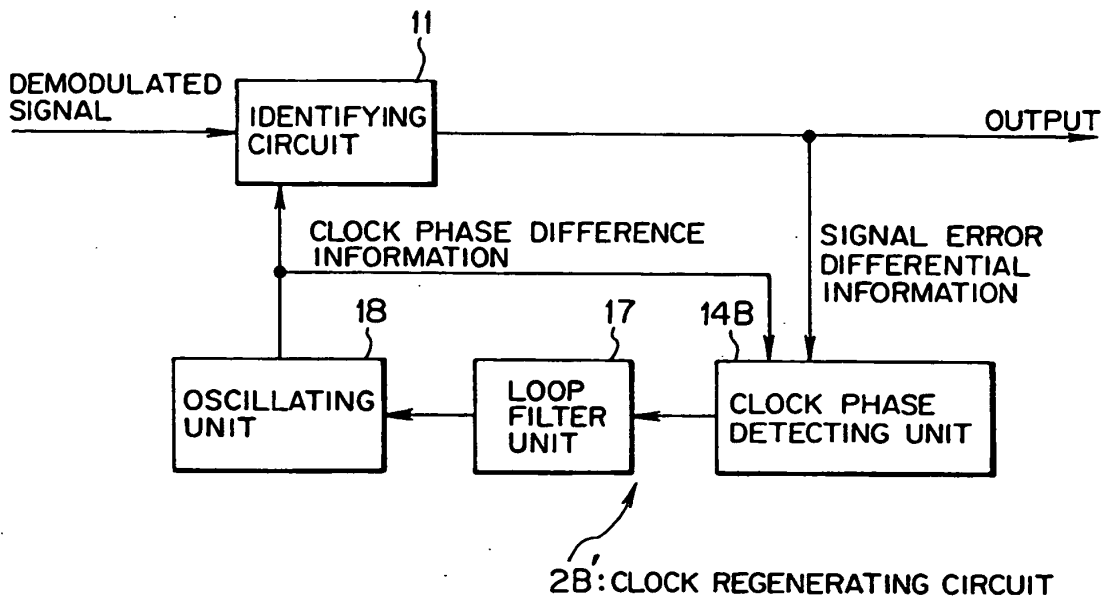 11
DEMODULATED
SIGNAL
IDENTIFYING
CIRCUIT
OUTPUT
CLOCK PHASE DIFFERENCE
INFORMATION
SIGNAL ERROR
DIFFERENTIAL
INFORMATION
18
17
14B
OSCILLATING
UNIT
LOOP
FILTER
UNIT
CLOCK PHASE
DETECTING UNIT
2B': CLOCK REGENERATING CIRCUIT